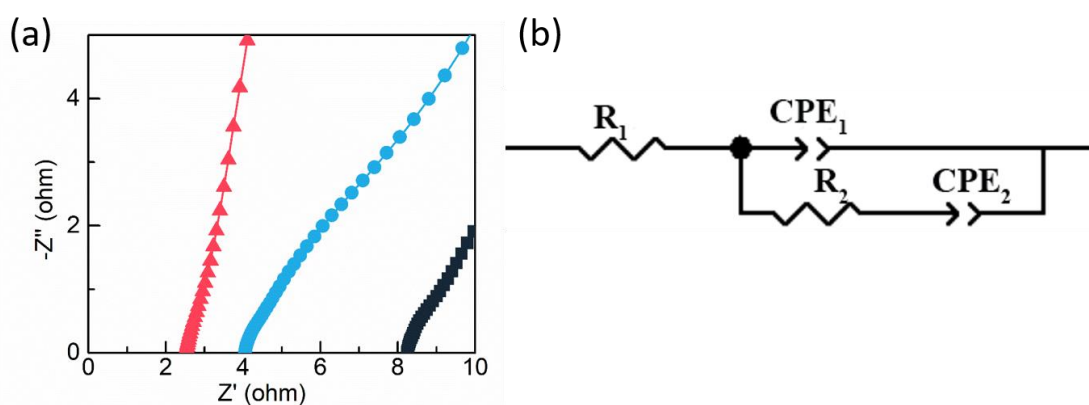 (a)
-Z'' (ohm)
4
2
0
0 2 4 6 8 10
Z' (ohm)
(b)
R₁
CPE₁
R₂
CPE₂